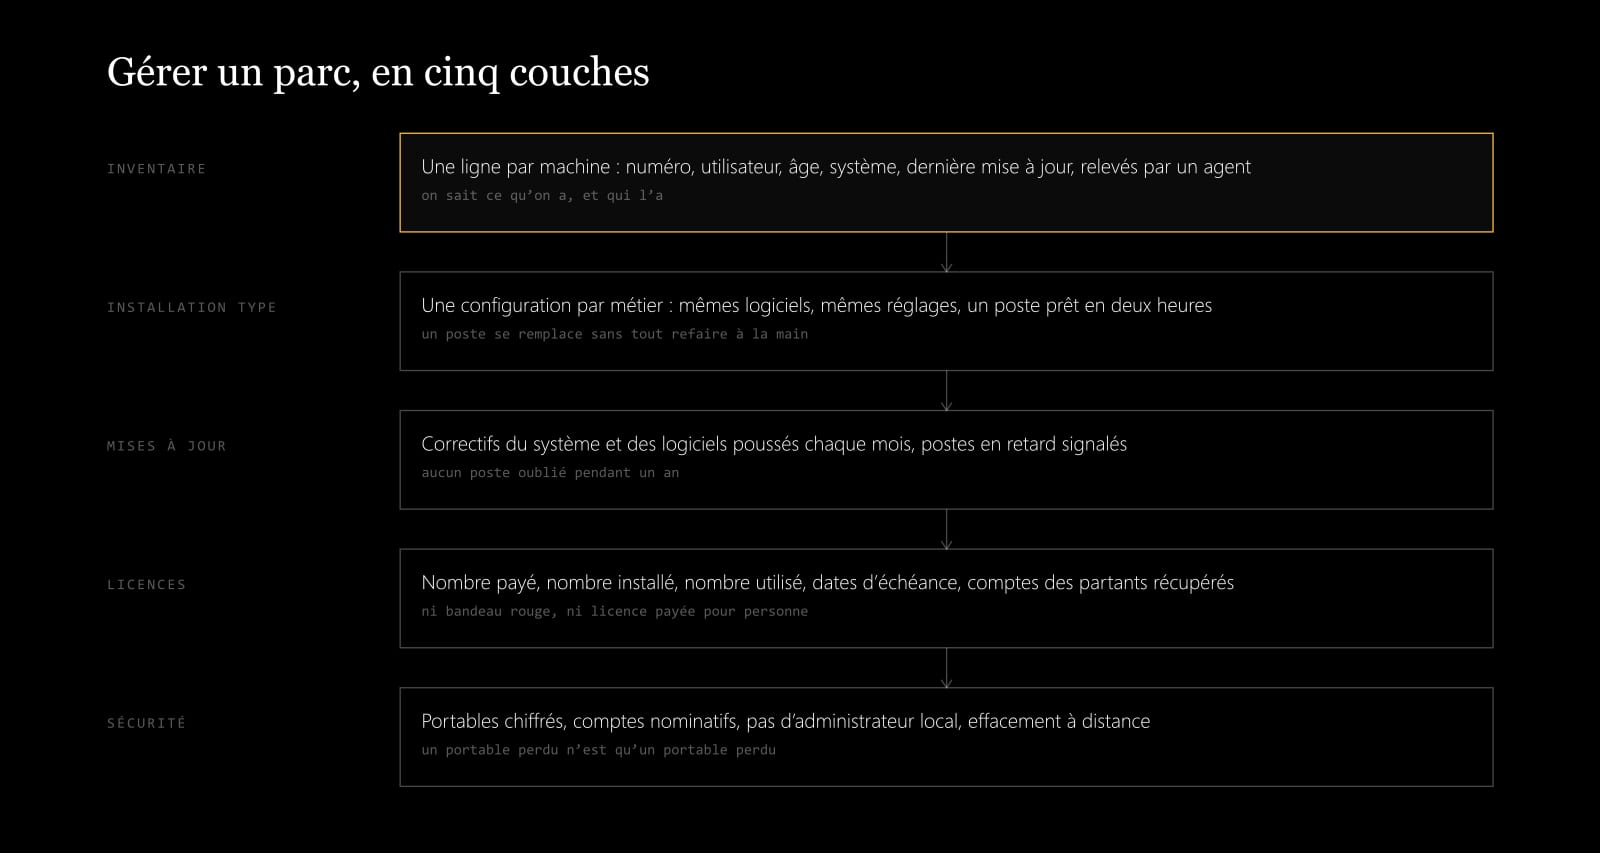 Gérer un parc, en cinq couches
INVENTAIRE
Une ligne par machine : numéro, utilisateur, âge, système, dernière mise à jour, relevés par un agent
on sait ce qu’on a, et qui l’a
INSTALLATION TYPE
Une configuration par métier : mêmes logiciels, mêmes réglages, un poste prêt en deux heures
un poste se remplace sans tout refaire à la main
MISES À JOUR
Correctifs du système et des logiciels poussés chaque mois, postes en retard signalés
aucun poste oublié pendant un an
LICENCES
Nombre payé, nombre installé, nombre utilisé, dates d’échéance, comptes des partants récupérés
ni bandeau rouge, ni licence payée pour personne
SÉCURITÉ
Portables chiffrés, comptes nominatifs, pas d’administrateur local, effacement à distance
un portable perdu n’est qu’un portable perdu